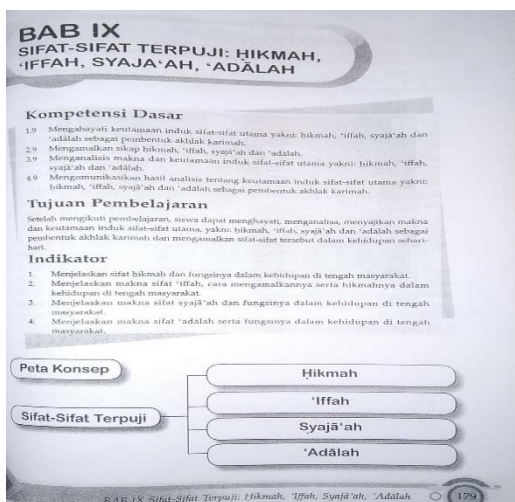 BAB IX
SIFAT-SIFAT TERPUJI: ḤIKMAH,
‘IFFAH, SYAJA‘AH, ‘ADĀLAH
Kompetensi Dasar
1.9 Menghayati keutamaan induk sifat-sifat utama yakni: hikmah, ‘iffah, syajā‘ah dan
‘adālah sebagai pembentuk akhlak karimah.
2.9 Mengamalkan sikap hikmah, ‘iffah, syajā‘ah dan ‘adalah.
3.9 Menganalisis makna dan keutamaan induk sifat-sifat utama yakni: hikmah, ‘iffah,
syajā‘ah dan ‘adālah.
4.9 Mengomunikasikan hasil analisis tentang keutamaan induk sifat-sifat utama yakni:
hikmah, ‘iffah, syajā‘ah dan ‘adālah sebagai pembentuk akhlak karimah.
Tujuan Pembelajaran
Setelah mengikuti pembelajaran, siswa dapat menghayati, menganalisa, menyajikan makna
dan keutamaan induk sifat-sifat utama, yakni: hikmah, ‘iffah, syajā‘ah dan ‘adālah sebagai
pembentuk akhlak karimah dan mengamalkan sifat-sifat tersebut dalam kehidupan sehari-
hari.
Indikator
1. Menjelaskan sifat hikmah dan fungsinya dalam kehidupan di tengah masyarakat.
2. Menjelaskan makna sifat ‘iffah, cara mengamalkannya serta hikmahnya dalam
kehidupan di tengah masyarakat.
3. Menjelaskan makna sifat syajā‘ah dan fungsinya dalam kehidupan di tengah
masyarakat.
4. Menjelaskan makna sifat ‘adālah serta fungsinya dalam kehidupan di tengah
masyarakat.
Peta Konsep
Sifat-Sifat Terpuji
Ḥikmah
‘Iffah
Syajā‘ah
‘Adālah
BAB IX Sifat-Sifat Terpuji: Ḥikmah, ‘Iffah, Syajā‘ah, ‘Adālah 179